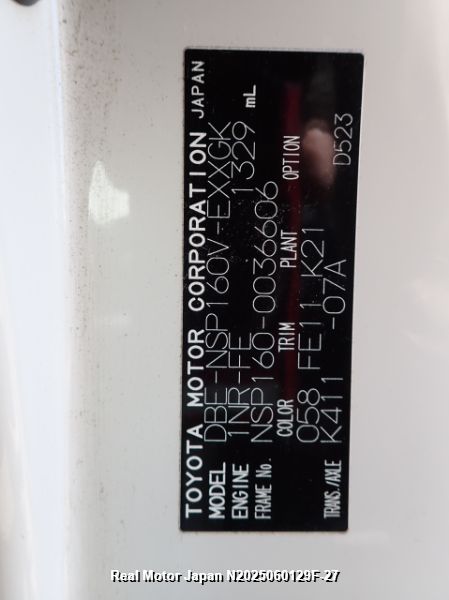 TOYOTA MOTOR CORPORATION JAPAN
MODEL DBE-NSP160V-EXXGK
ENGINE 1NR-FE 1329 mL
FRAME No. NSP160-0036606
COLOR TRIM PLANT OPTION
058 FE11 K21
TRANS./AXLE K411 -07A D523
Real Motor Japan N2025060129F-27